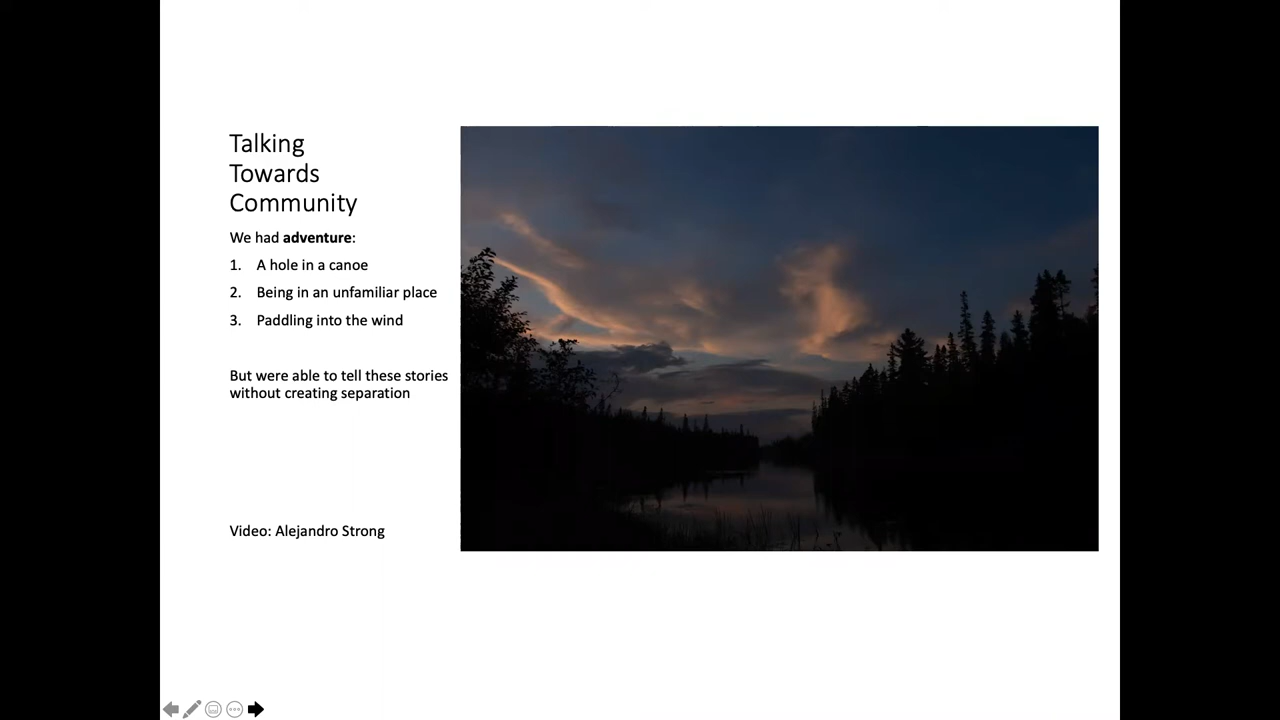 Talking
Towards
Community
We had adventure:
1. A hole in a canoe
2. Being in an unfamiliar place
3. Paddling into the wind
But were able to tell these stories
without creating separation
Video: Alejandro Strong